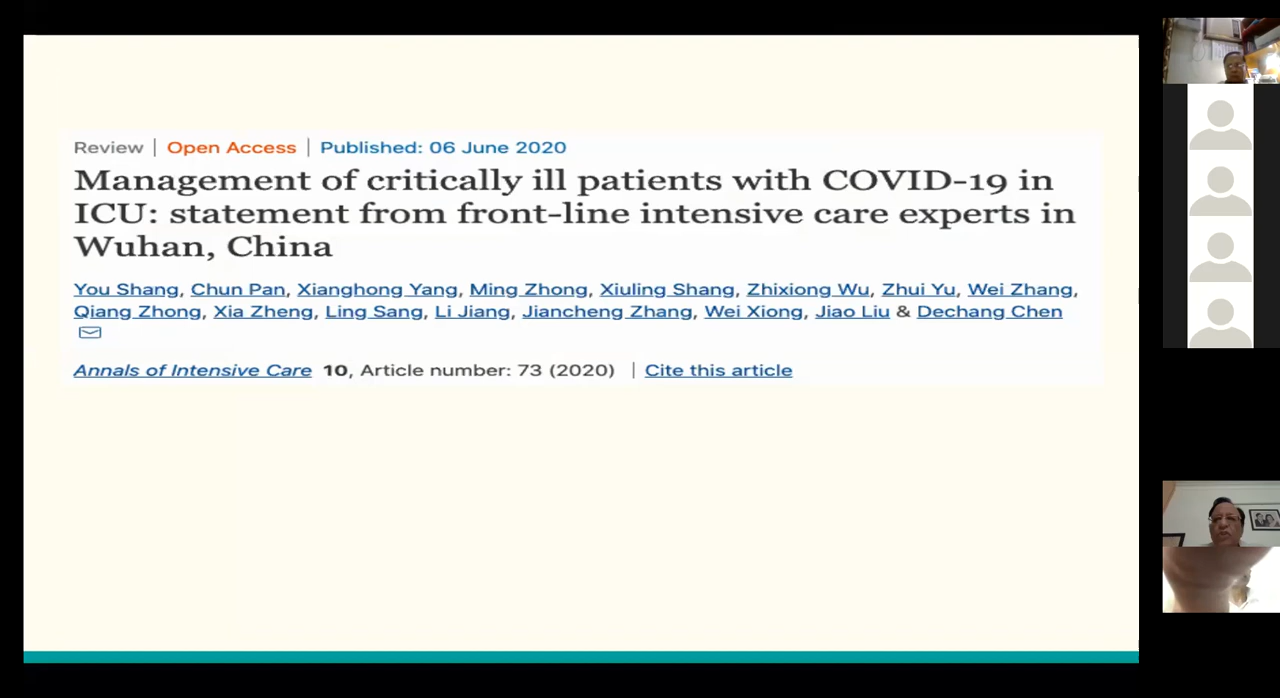 Review | Open Access | Published: 06 June 2020
Management of critically ill patients with COVID-19 in
ICU: statement from front-line intensive care experts in
Wuhan, China
You Shang, Chun Pan, Xianghong Yang, Ming Zhong, Xiuling Shang, Zhixiong Wu, Zhui Yu, Wei Zhang,
Qiang Zhong, Xia Zheng, Ling Sang, Li Jiang, Jiancheng Zhang, Wei Xiong, Jiao Liu & Dechang Chen
Annals of Intensive Care 10, Article number: 73 (2020) | Cite this article